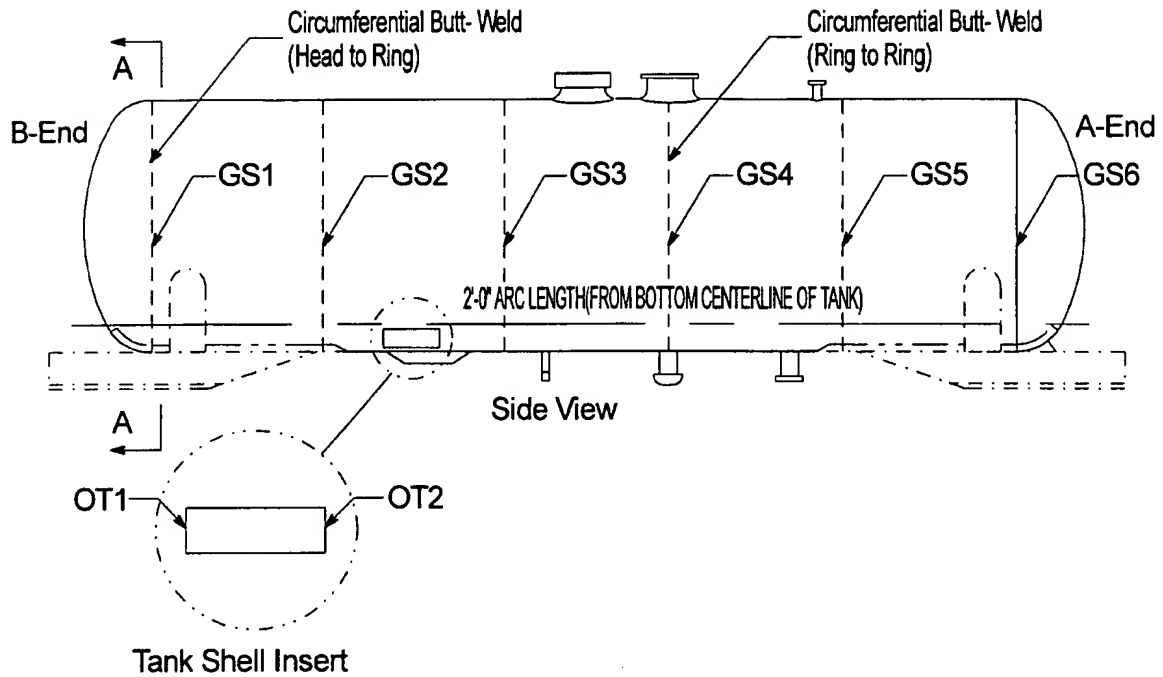 Circumferential Butt- Weld
(Head to Ring)
Circumferential Butt- Weld
(Ring to Ring)
A
B-End
A-End
GS1
GS2
GS3
GS4
GS5
GS6
2'-0" ARC LENGTH(FROM BOTTOM CENTERLINE OF TANK)
A
Side View
OT1
OT2
Tank Shell Insert